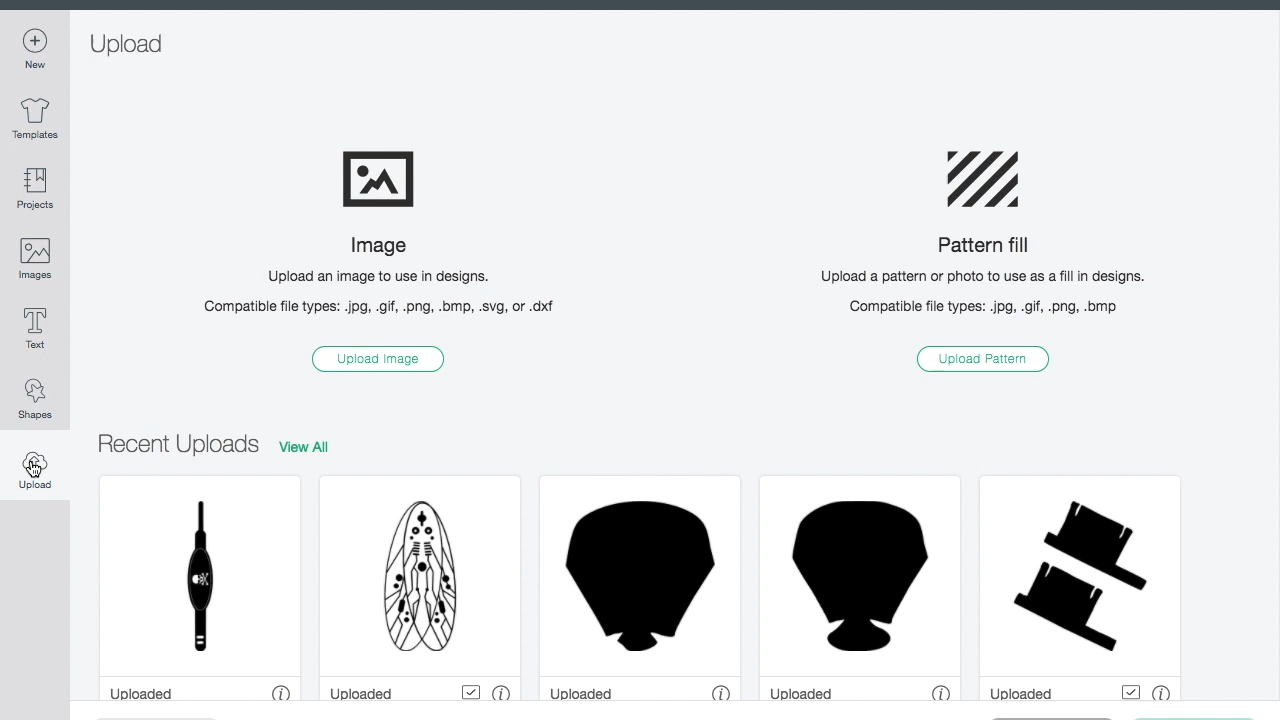 Upload
New
Templates
Projects
Images
Text
Shapes
Upload
Image
Upload an image to use in designs.
Compatible file types: .jpg, .gif, .png, .bmp, .svg, or .dxf
Upload Image
Pattern fill
Upload a pattern or photo to use as a fill in designs.
Compatible file types: .jpg, .gif, .png, .bmp
Upload Pattern
Recent Uploads View All
Uploaded
Uploaded
Uploaded
Uploaded
Uploaded